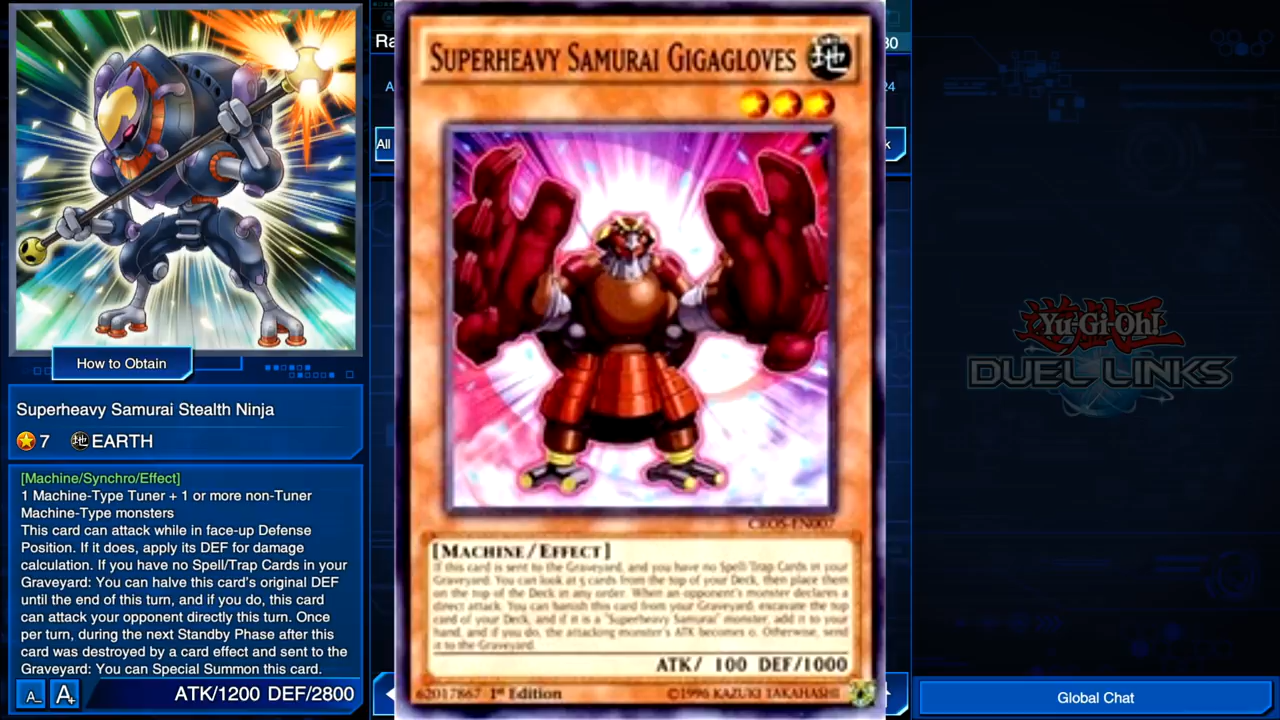 How to Obtain
Superheavy Samurai Stealth Ninja
7 地 EARTH
[Machine/Synchro/Effect]
1 Machine-Type Tuner + 1 or more non-Tuner
Machine-Type monsters
This card can attack while in face-up Defense
Position. If it does, apply its DEF for damage
calculation. If you have no Spell/Trap Cards in your
Graveyard: You can halve this card's original DEF
until the end of this turn, and if you do, this card
can attack your opponent directly this turn. Once
per turn, during the next Standby Phase after this
card was destroyed by a card effect and sent to the
Graveyard: You can Special Summon this card.
A- A+ ATK/1200 DEF/2800
Ra
All
SUPERHEAVY SAMURAI GIGAGLOVES 地
CROS-EN007
[MACHINE/EFFECT]
If this card is sent to the Graveyard, and you have no Spell/Trap Cards in your
Graveyard: You can look at 5 cards from the top of your Deck, then place them
on the top of the Deck in any order. When an opponent's monster declares a
direct attack: You can banish this card from your Graveyard; excavate the top
card of your Deck, and if it is a "Superheavy Samurai" monster, add it to your
hand, and if you do, the attacking monster's ATK becomes 0. Otherwise, send
it to the Graveyard.
ATK/ 100 DEF/1000
62017867 1st Edition ©1996 KAZUKI TAKAHASHI
30
24
k
Yu-Gi-Oh!
DUEL LINKS
Global Chat